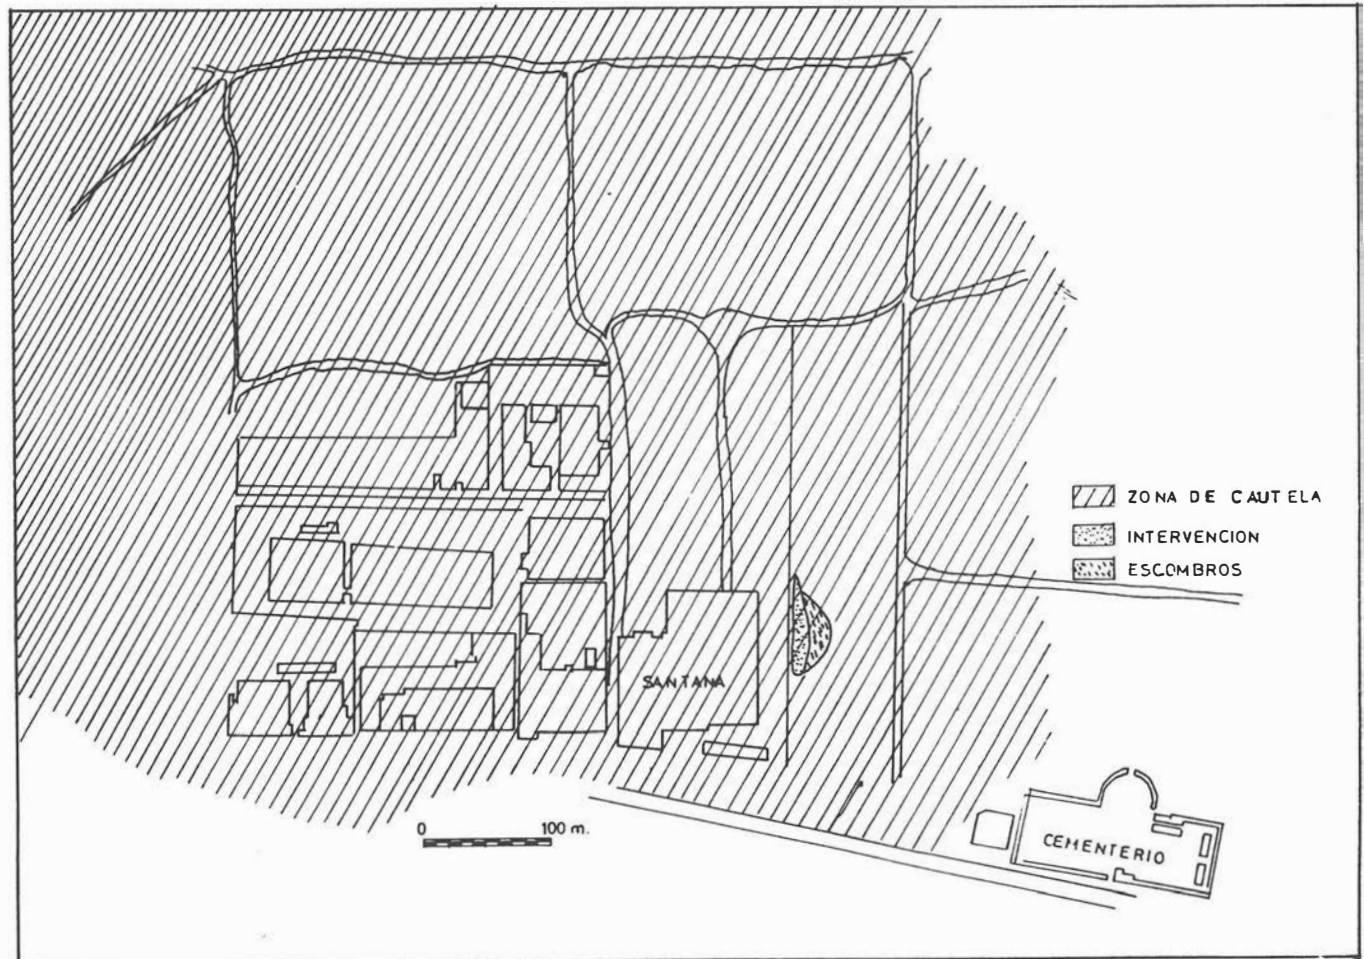 ZONA DE CAUTELA
INTERVENCION
ESCOMBROS
SANTANA
0 100 m.
CEMENTERIO